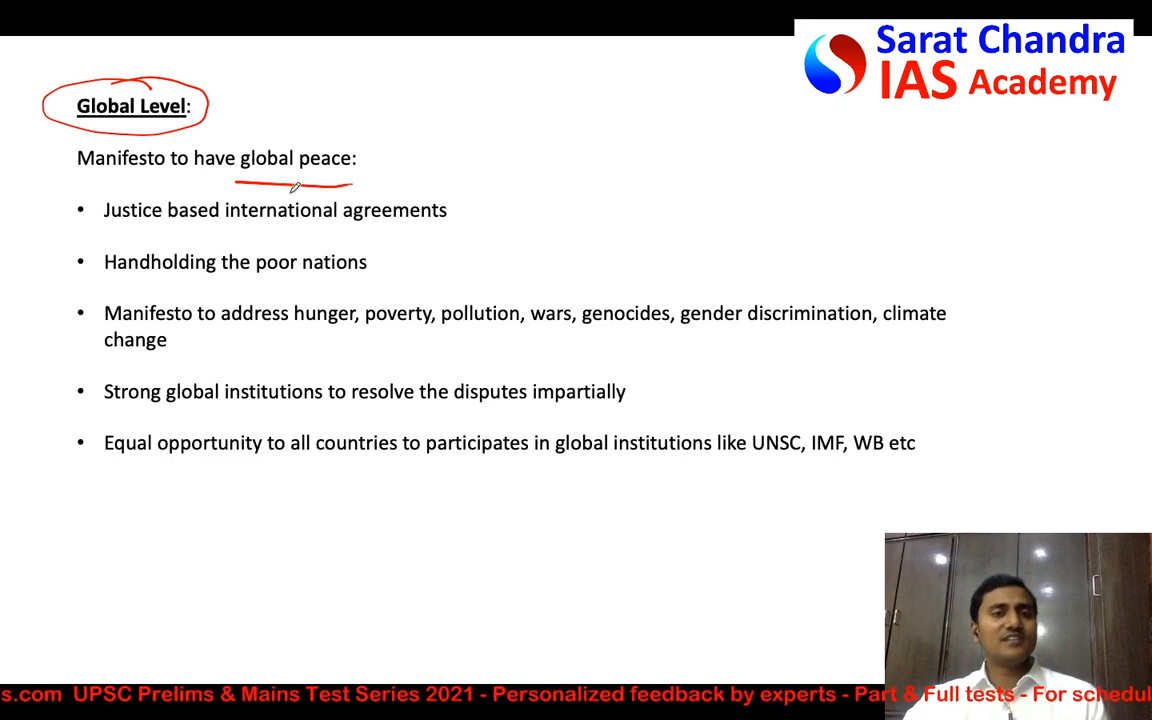 Sarat Chandra
IAS Academy
Global Level:
Manifesto to have global peace:
• Justice based international agreements
• Handholding the poor nations
• Manifesto to address hunger, poverty, pollution, wars, genocides, gender discrimination, climate
change
• Strong global institutions to resolve the disputes impartially
• Equal opportunity to all countries to participates in global institutions like UNSC, IMF, WB etc
s.com UPSC Prelims & Mains Test Series 2021 - Personalized feedback by experts - Part & Full tests - For schedul